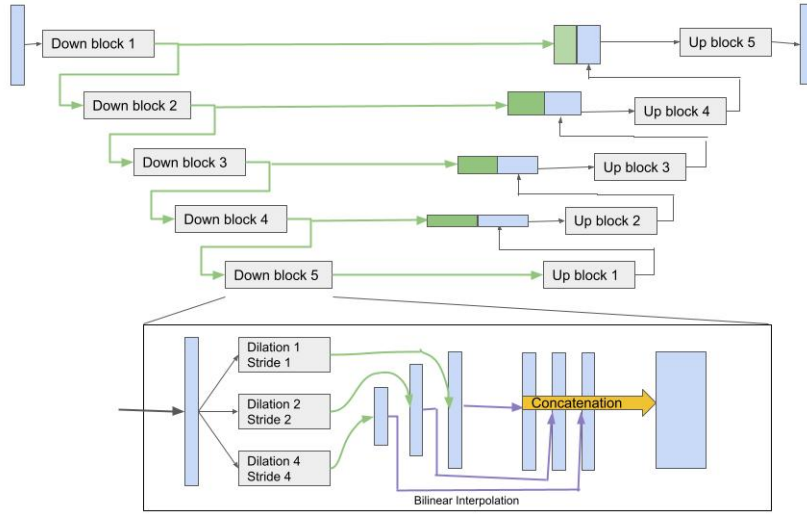 Down block 1
Up block 5
Down block 2
Up block 4
Down block 3
Up block 3
Down block 4
Up block 2
Down block 5
Up block 1
Dilation 1
Stride 1
Dilation 2
Stride 2
Dilation 4
Stride 4
Concatenation
Bilinear Interpolation